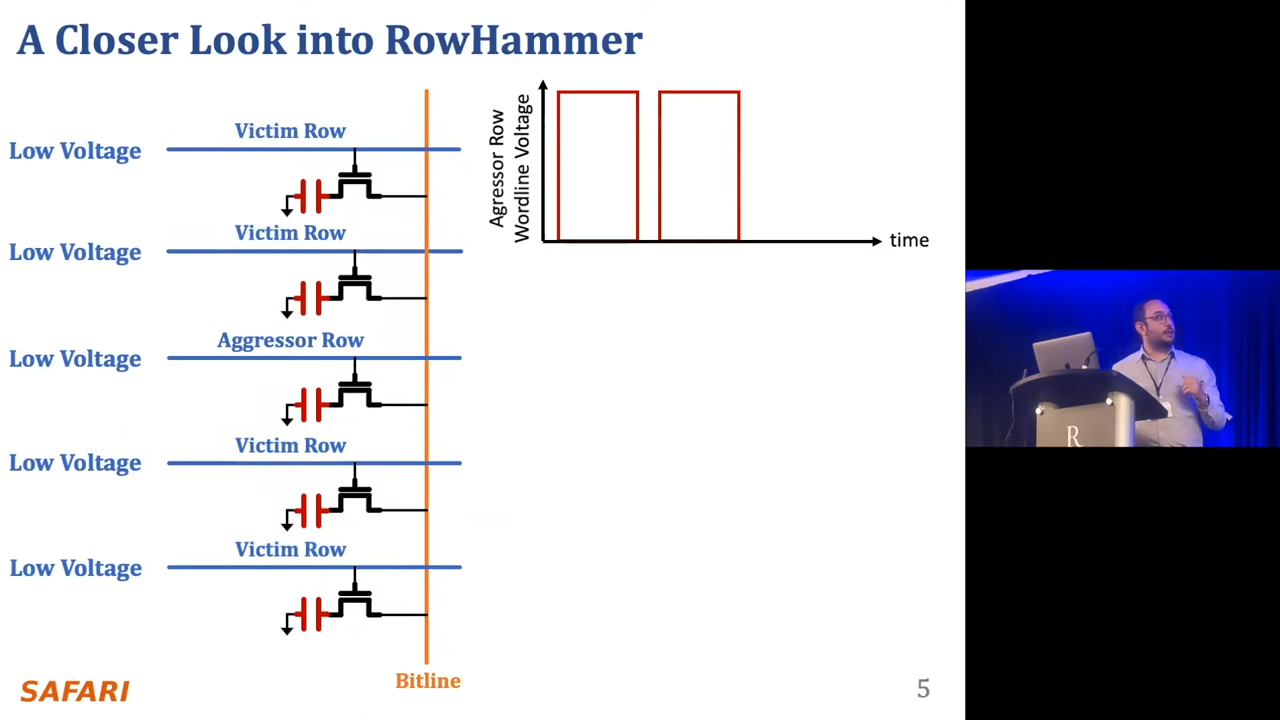 A Closer Look into RowHammer
Victim Row
Low Voltage
Victim Row
Low Voltage
Aggressor Row
Low Voltage
Victim Row
Low Voltage
Victim Row
Low Voltage
Bitline
Agressor Row
Wordline Voltage
time
R
SAFARI
5